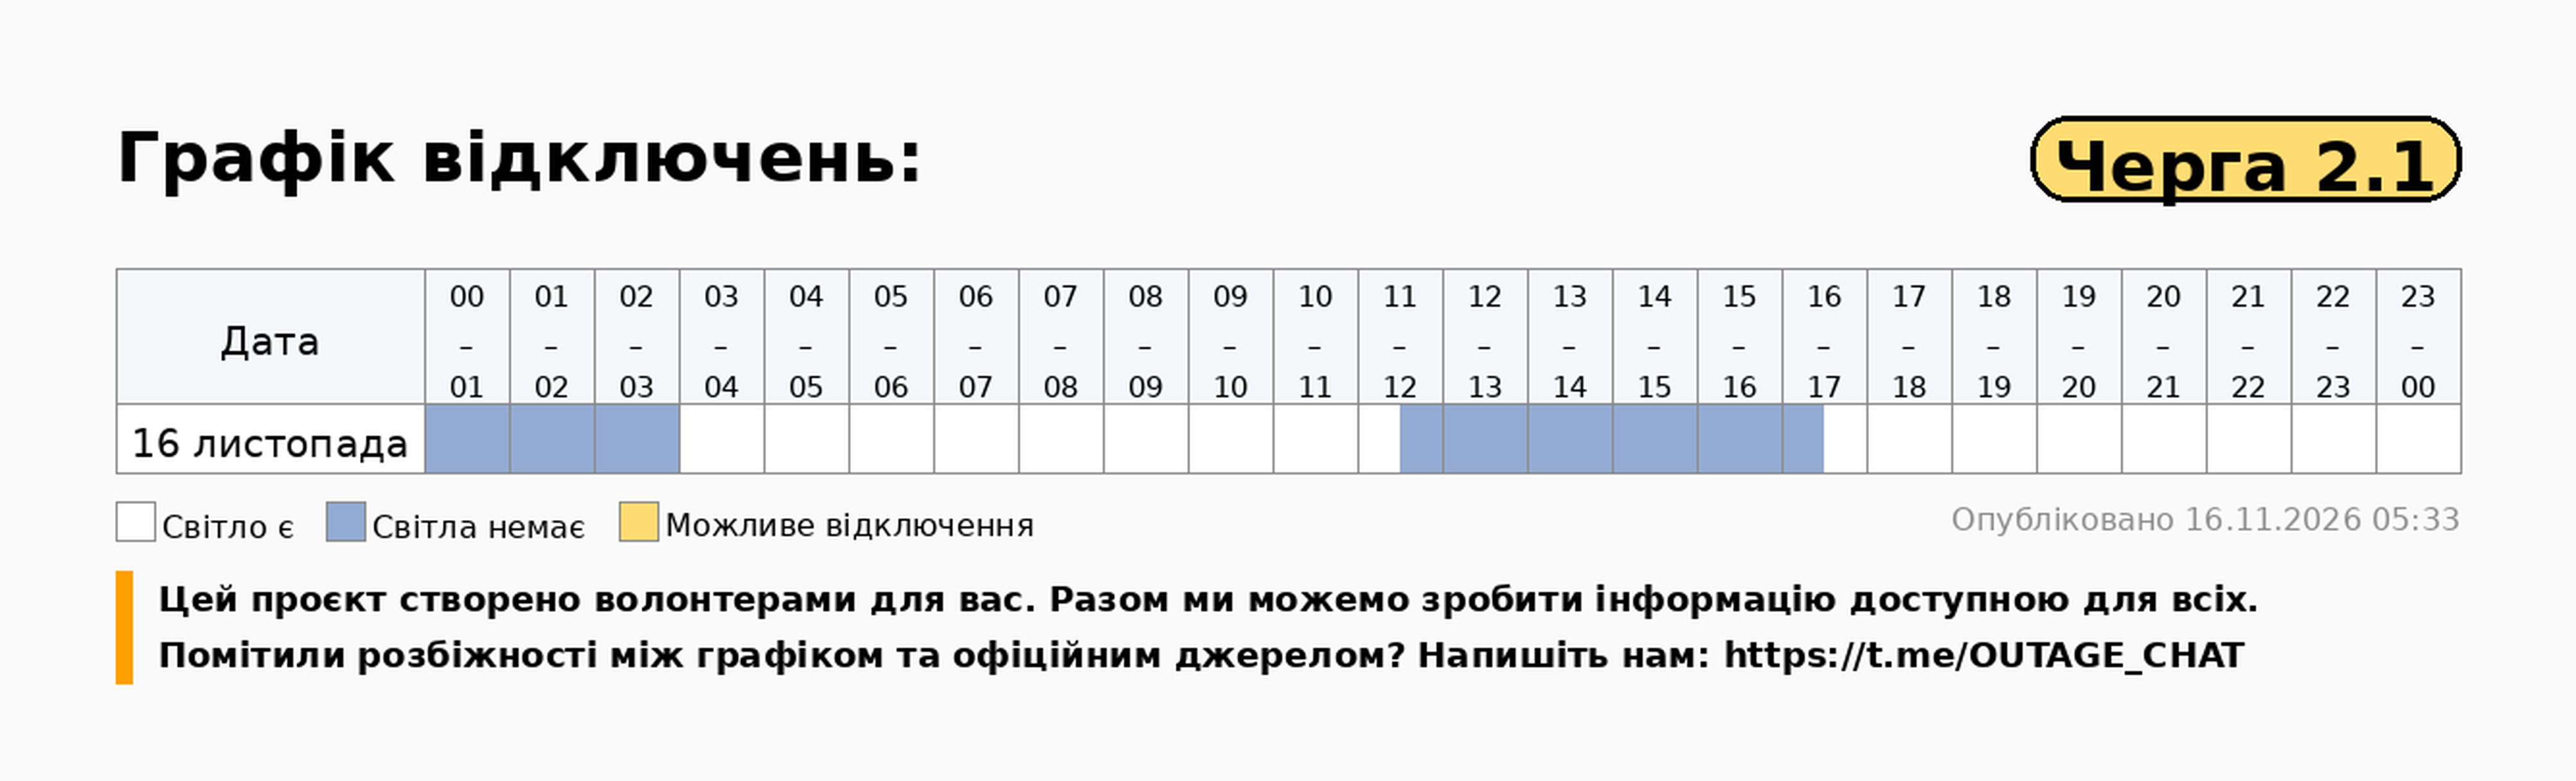 Графік відключень:
Черга 2.1
Дата 00 – 01 01 – 02 02 – 03 03 – 04 04 – 05 05 – 06 06 – 07 07 – 08 08 – 09 09 – 10 10 – 11 11 – 12 12 – 13 13 – 14 14 – 15 15 – 16 16 – 17 17 – 18 18 – 19 19 – 20 20 – 21 21 – 22 22 – 23 23 – 00
16 листопада
Світло є Світла немає Можливе відключення
Опубліковано 16.11.2026 05:33
Цей проєкт створено волонтерами для вас. Разом ми можемо зробити інформацію доступною для всіх.
Помітили розбіжності між графіком та офіційним джерелом? Напишіть нам: https://t.me/OUTAGE_CHAT